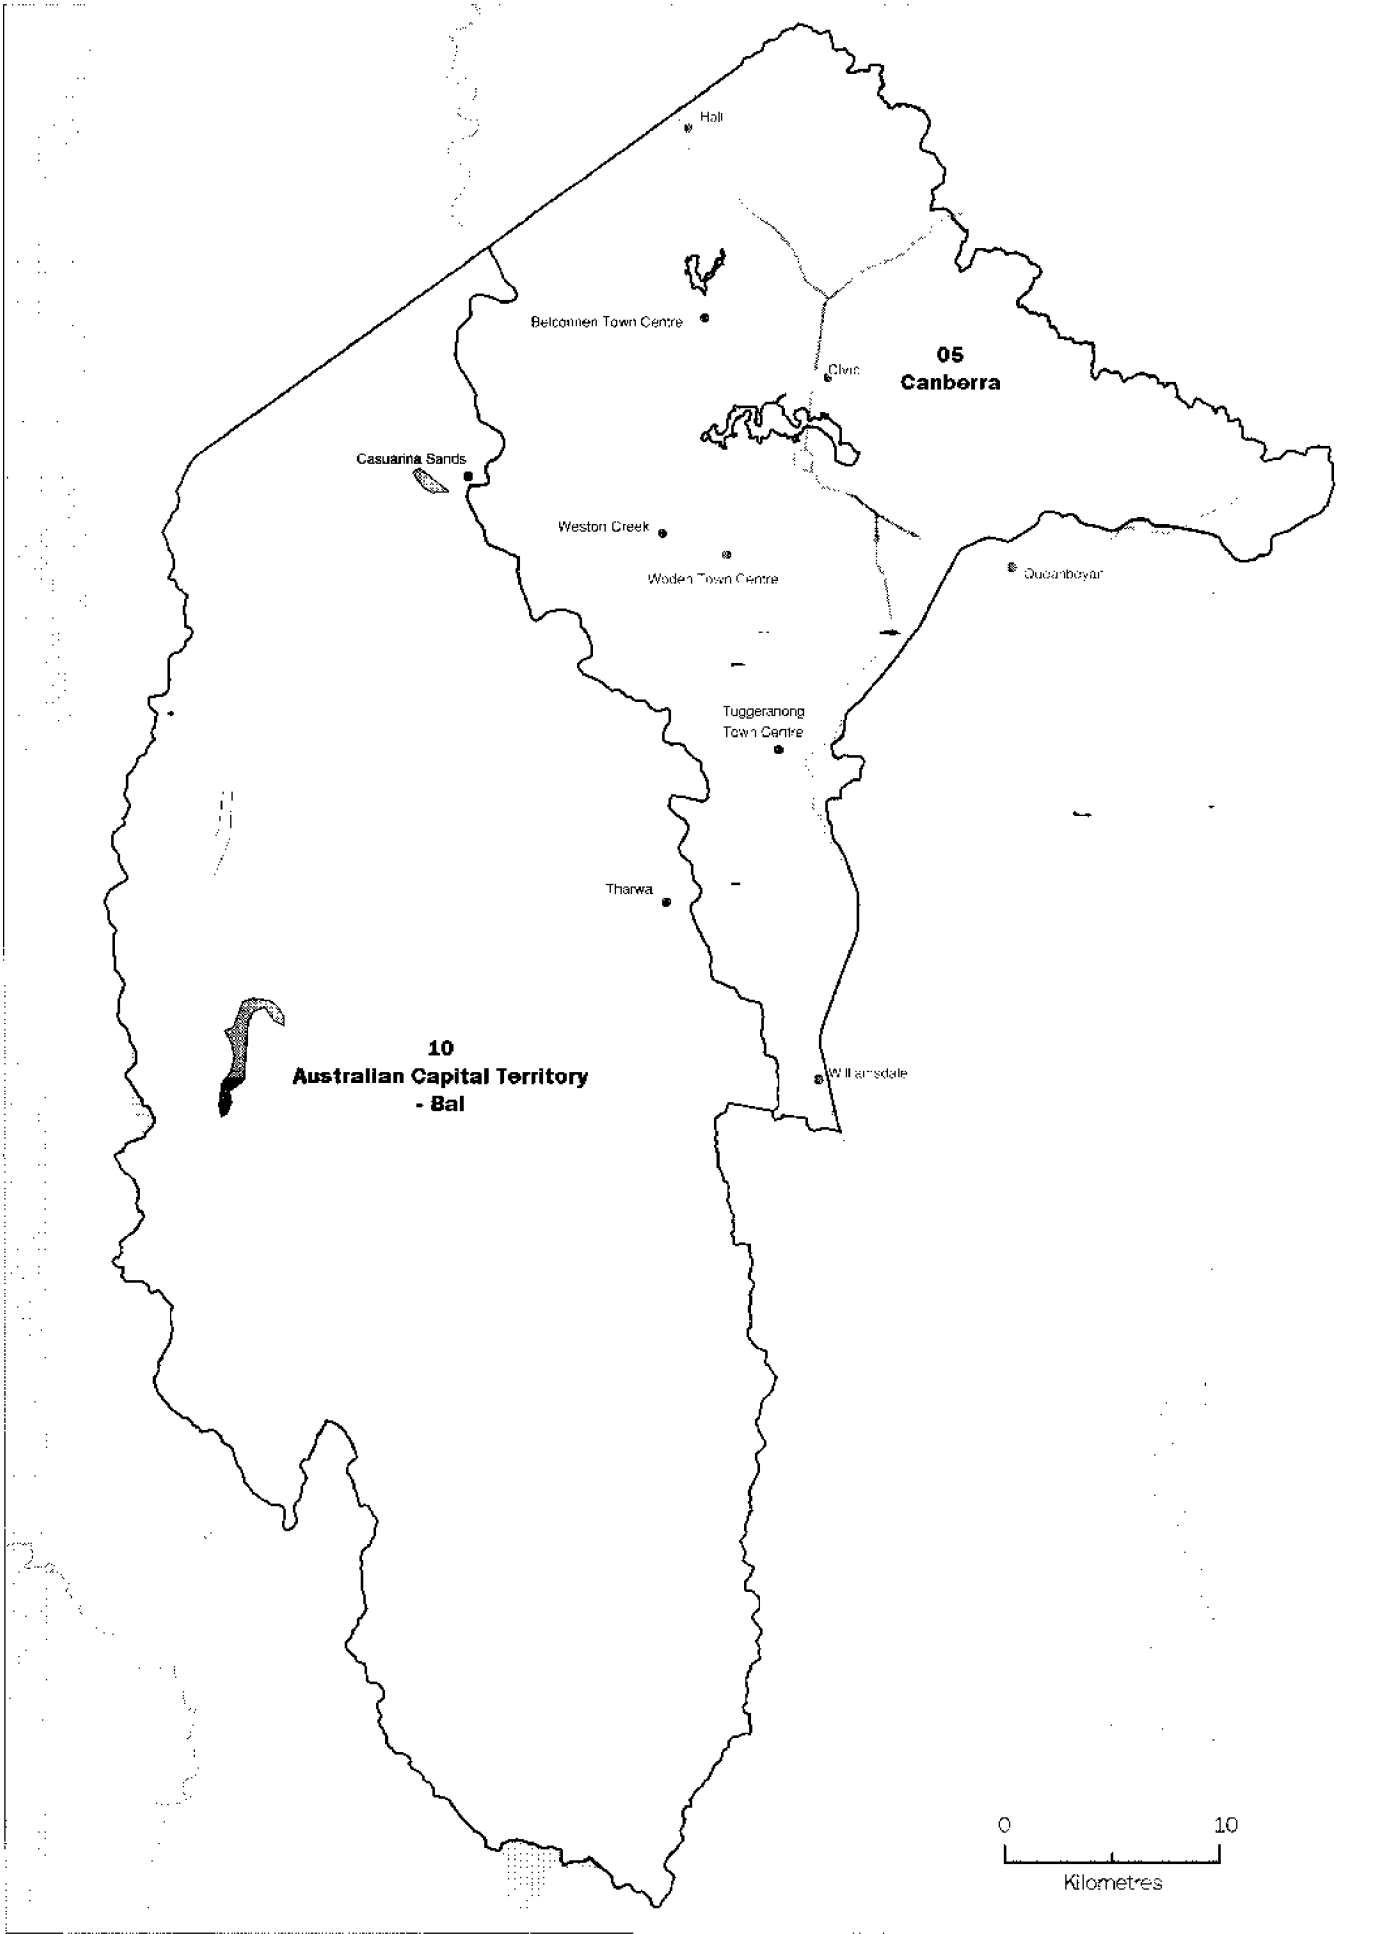 Hall
Belconnen Town Centre
05
Canberra
Civic
Casuarina Sands
Weston Creek
Woden Town Centre
Queanbeyan
Tuggeranong
Town Centre
Tharwa
10
Australian Capital Territory
- Bal
Williamsdale
0 10
Kilometres